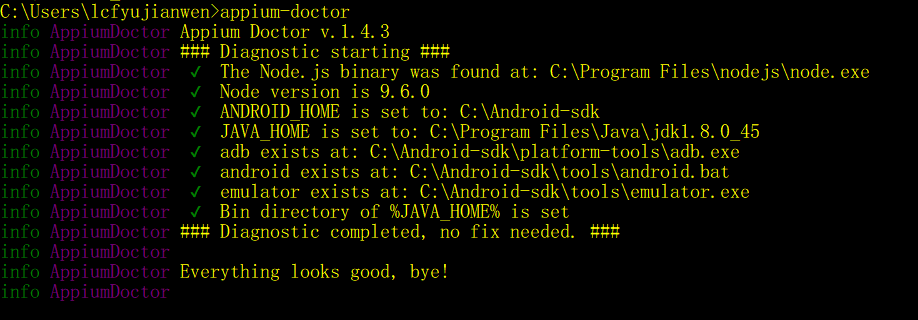 C:\Users\lcfyujianwen>appium-doctor
info AppiumDoctor Appium Doctor v.1.4.3
info AppiumDoctor ### Diagnostic starting ###
info AppiumDoctor  ✔ The Node.js binary was found at: C:\Program Files\nodejs\node.exe
info AppiumDoctor  ✔ Node version is 9.6.0
info AppiumDoctor  ✔ ANDROID_HOME is set to: C:\Android-sdk
info AppiumDoctor  ✔ JAVA_HOME is set to: C:\Program Files\Java\jdk1.8.0_45
info AppiumDoctor  ✔ adb exists at: C:\Android-sdk\platform-tools\adb.exe
info AppiumDoctor  ✔ android exists at: C:\Android-sdk\tools\android.bat
info AppiumDoctor  ✔ emulator exists at: C:\Android-sdk\tools\emulator.exe
info AppiumDoctor  ✔ Bin directory of %JAVA_HOME% is set
info AppiumDoctor ### Diagnostic completed, no fix needed. ###
info AppiumDoctor
info AppiumDoctor Everything looks good, bye!
info AppiumDoctor